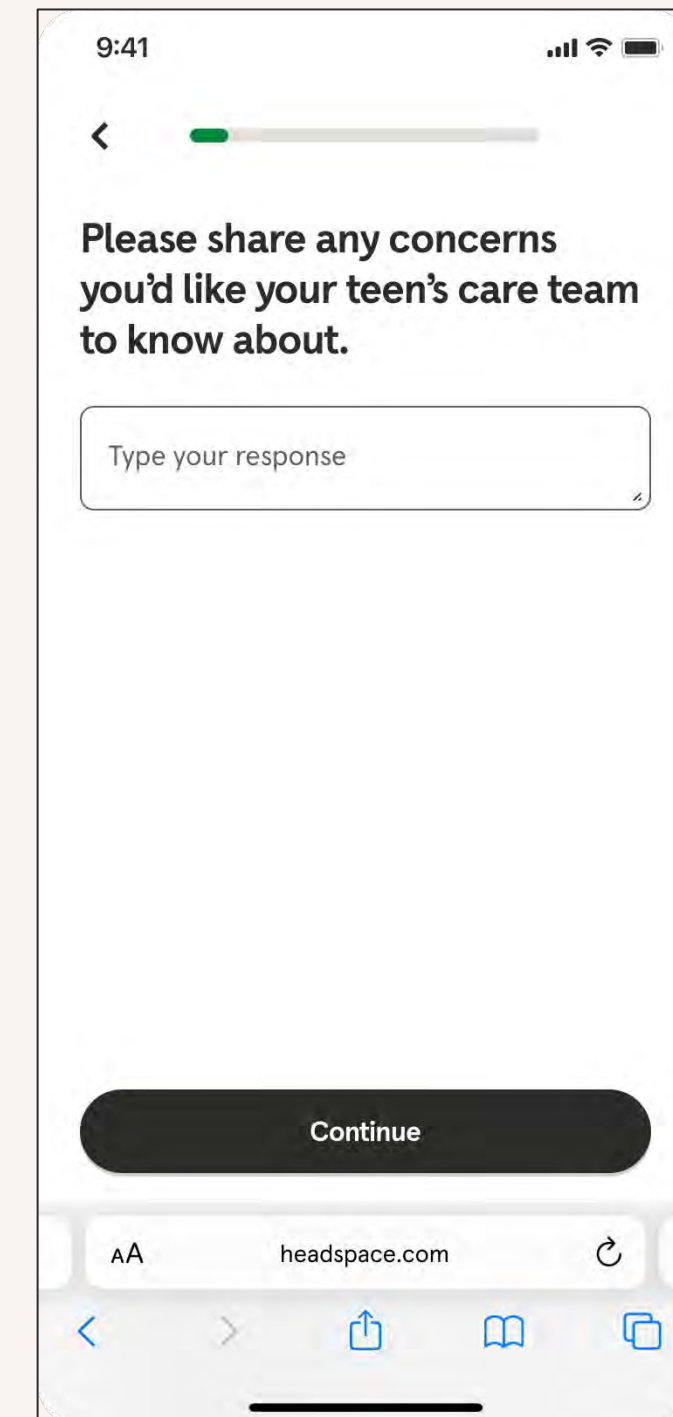 9:41
Please share any concerns
you'd like your teen's care team
to know about.
Type your response
Continue
AA
headspace.com